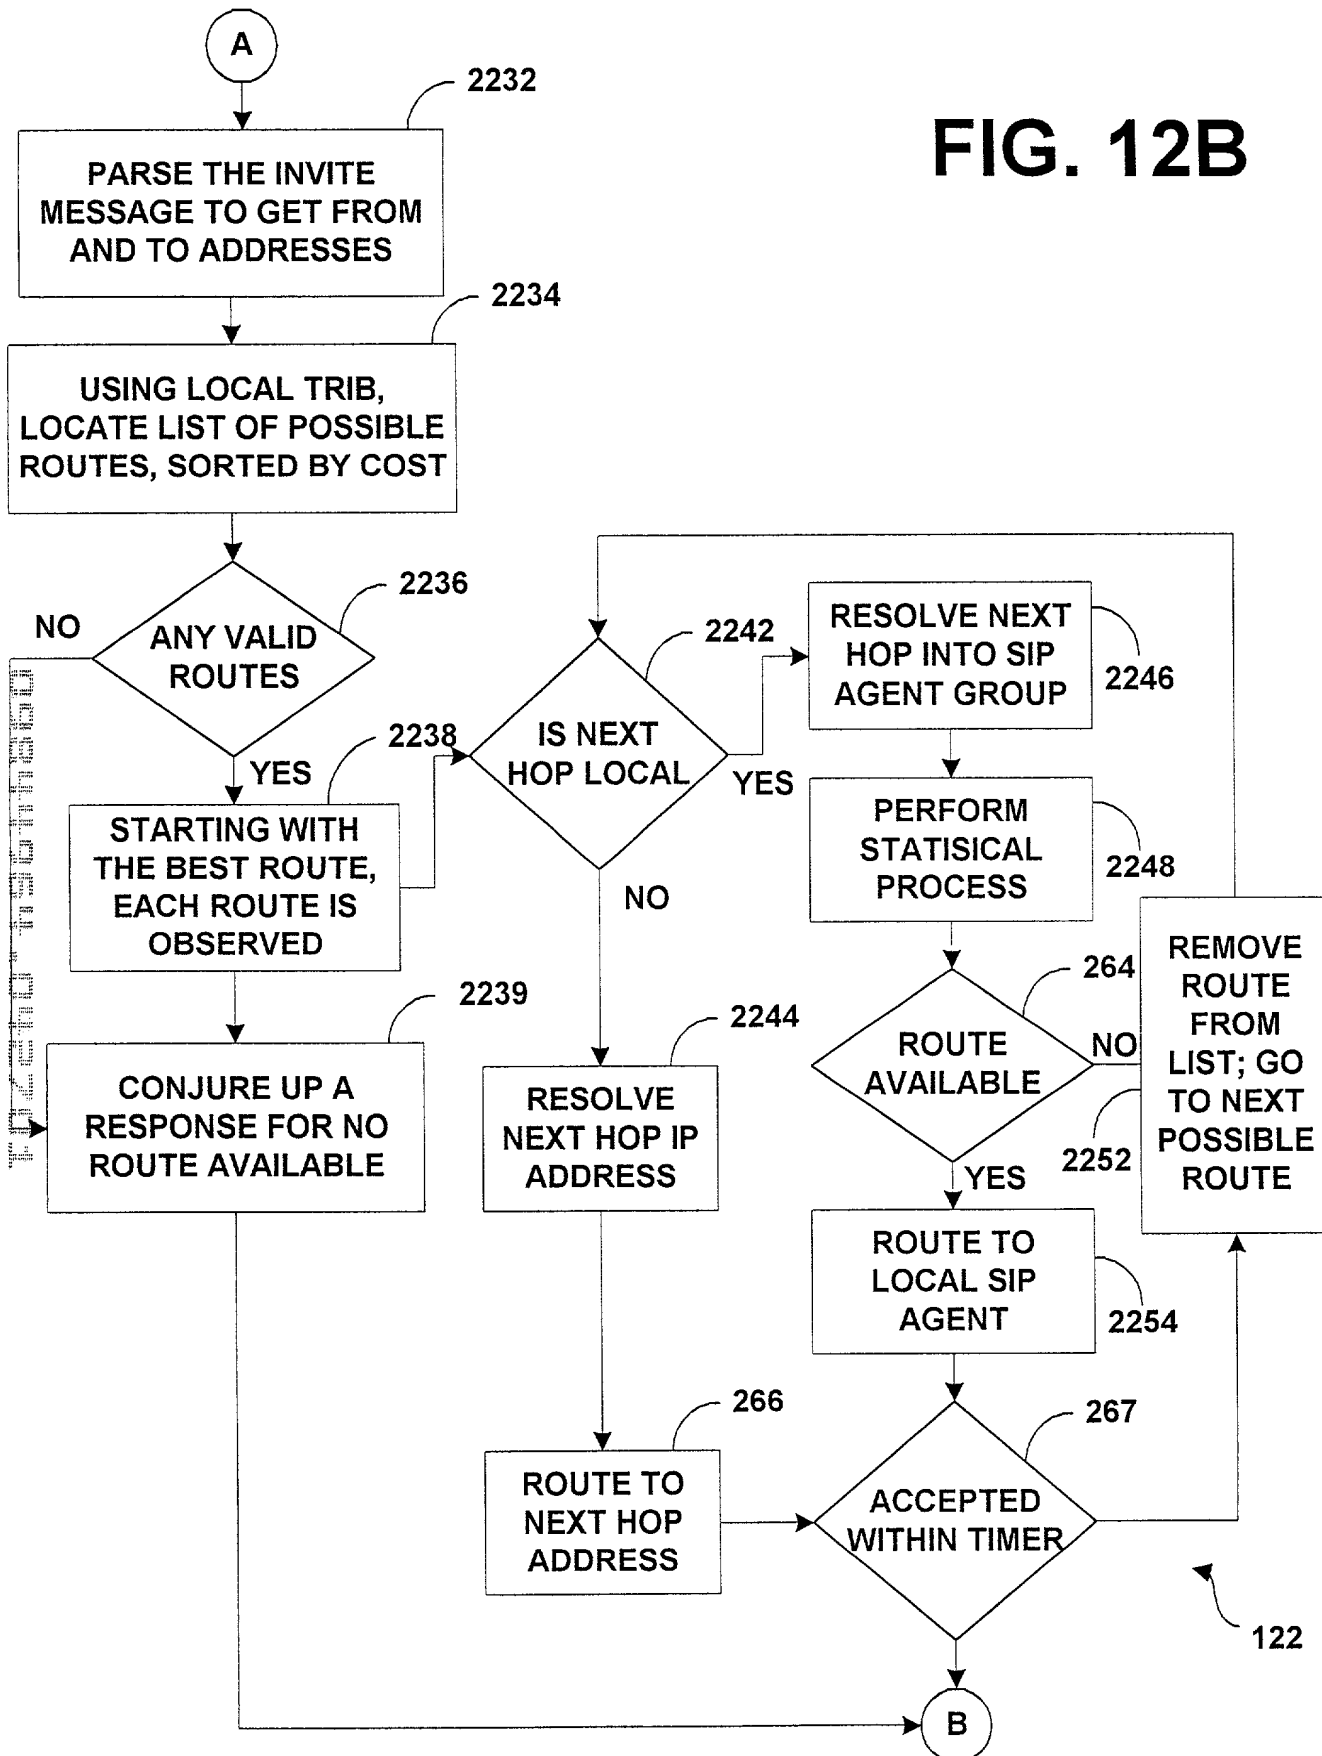 A
2232
FIG. 12B
PARSE THE INVITE
MESSAGE TO GET FROM
AND TO ADDRESSES
2234
USING LOCAL TRIB,
LOCATE LIST OF POSSIBLE
ROUTES, SORTED BY COST
2236
NO
ANY VALID
ROUTES
YES
2238
STARTING WITH
THE BEST ROUTE,
EACH ROUTE IS
OBSERVED
2239
CONJURE UP A
RESPONSE FOR NO
ROUTE AVAILABLE
2242
IS NEXT
HOP LOCAL
YES
NO
2244
RESOLVE
NEXT HOP IP
ADDRESS
266
ROUTE TO
NEXT HOP
ADDRESS
RESOLVE NEXT
HOP INTO SIP
AGENT GROUP
2246
PERFORM
STATISICAL
PROCESS
2248
264
ROUTE
AVAILABLE
NO
YES
REMOVE
ROUTE
FROM
LIST; GO
TO NEXT
POSSIBLE
ROUTE
2252
ROUTE TO
LOCAL SIP
AGENT
2254
267
ACCEPTED
WITHIN TIMER
122
B